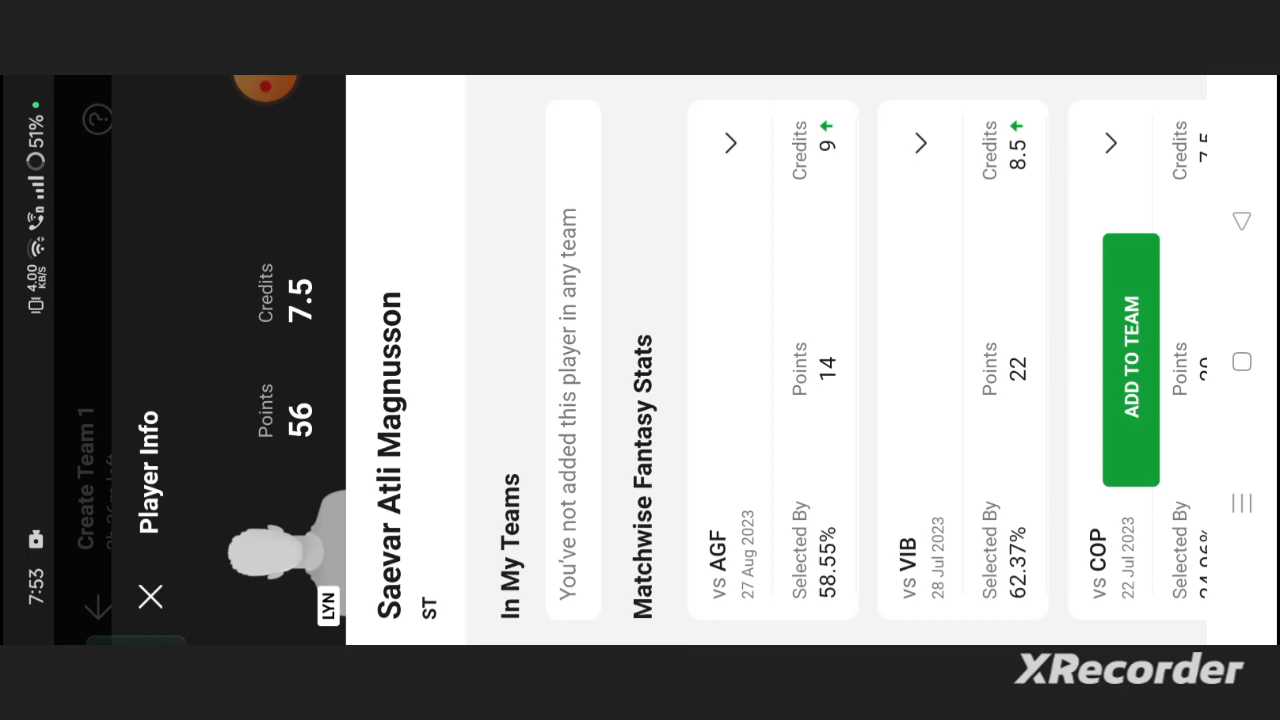 7:53
4.00
KB/S
51%
Create Team 1
Player Info
Points
Credits
56
7.5
LYN
Saevar Atli Magnusson
ST
In My Teams
You've not added this player in any team
Matchwise Fantasy Stats
vs AGF
27 Aug 2023
Selected By
Points
Credits
58.55%
14
9
vs VIB
28 Jul 2023
Selected By
Points
Credits
62.37%
22
8.5
vs COP
22 Jul 2023
ADD TO TEAM
Selected By
Points
Credits
XRecorder